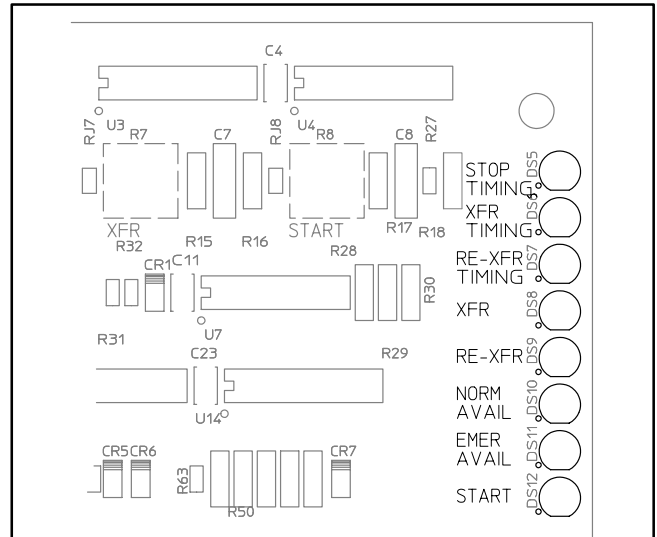 C4
RJ7
U3
R7
C7
RJ8
U4
R8
C8
R27
STOP
TIMING
DS5
XFR
TIMING
DS6
XFR
R32
R15
R16
START
R28
R17
R18
RE-XFR
TIMING
DS7
CR1
C11
R30
XFR
DS8
U7
R31
C23
R29
RE-XFR
DS9
U14
NORM
AVAIL
DS10
EMER
AVAIL
DS11
CR5
CR6
R63
CR7
R50
START
DS12